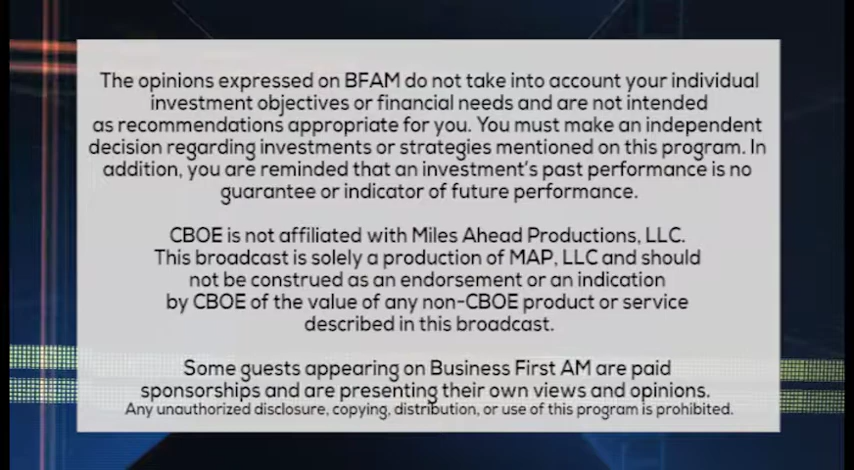 The opinions expressed on BFAM do not take into account your individual
investment objectives or financial needs and are not intended
as recommendations appropriate for you. You must make an independent
decision regarding investments or strategies mentioned on this program. In
addition, you are reminded that an investment's past performance is no
guarantee or indicator of future performance.
CBOE is not affiliated with Miles Ahead Productions, LLC.
This broadcast is solely a production of MAP, LLC and should
not be construed as an endorsement or an indication
by CBOE of the value of any non-CBOE product or service
described in this broadcast.
Some guests appearing on Business First AM are paid
sponsorships and are presenting their own views and opinions.
Any unauthorized disclosure, copying, distribution, or use of this program is prohibited.